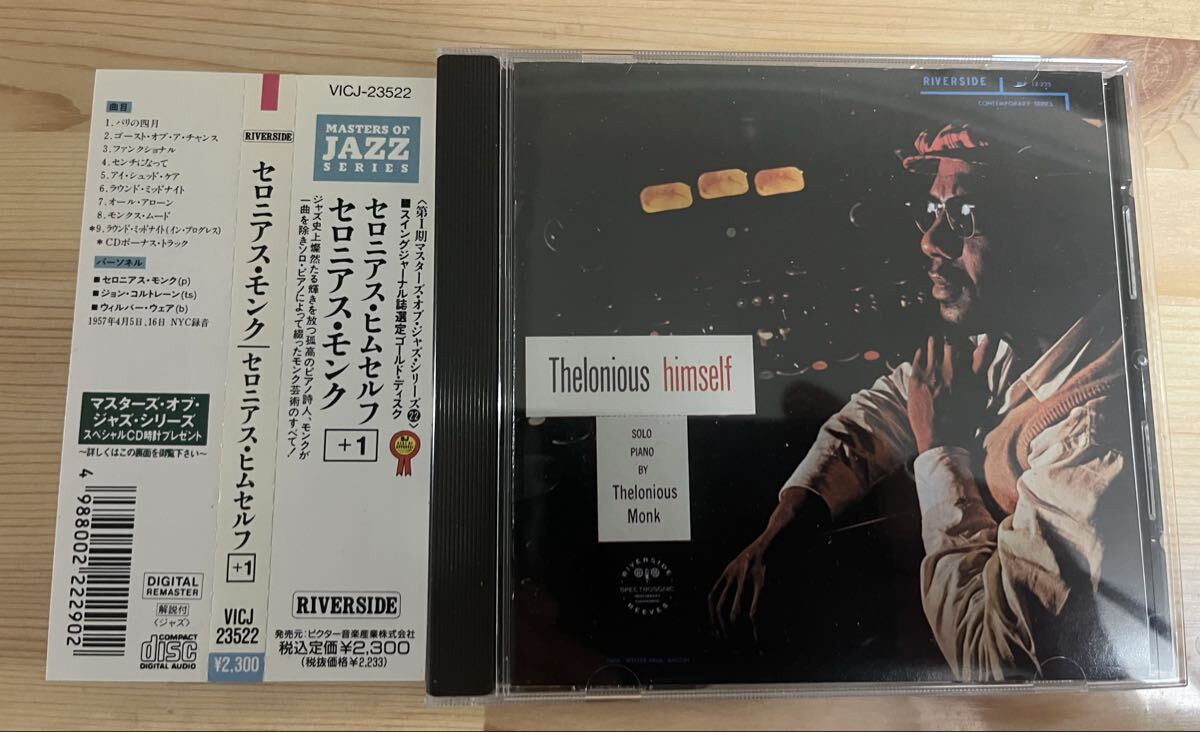 曲目
1. パリの四月
2. ゴースト・オブ・ア・チャンス
3. ファンクショナル
4. センチになって
5. アイ・シュッド・ケア
6. ラウンド・ミッドナイト
7. オール・アローン
8. モンクス・ムード
*9. ラウンド・ミッドナイト(イン・プログレス)
* CDボーナス・トラック
パーソネル
■セロニアス・モンク(p)
■ジョン・コルトレーン(ts)
■ウィルバー・ウェア(b)
1957年4月5日、16日 NYC録音
マスターズ・オブ・
ジャズ・シリーズ
スペシャルCD時計プレゼント
〜詳しくはこの裏面を御覧下さい〜
4 988002 222902
DIGITAL
REMASTER
解説付
〈ジャズ〉
COMPACT
disc
DIGITAL AUDIO
RIVERSIDE
セロニアス・モンク/セロニアス・ヒムセルフ
+1
VICJ
23522
¥2,300
VICJ-23522
MASTERS OF
JAZZ
SERIES
〈第I期マスターズ・オブ・ジャズ・シリーズ㉒〉
■スイングジャーナル誌選定ゴールド・ディスク
セロニアス・ヒムセルフ
+1
セロニアス・モンク
ジャズ史上燦然たる輝きを放つ孤高のピアノ詩人、モンクが
一曲を除きソロ・ピアノによって綴ったモンク芸術のすべて!
RIVERSIDE
発売元:ビクター音楽産業株式会社
税込定価¥2,300
(税抜価格¥2,233)
RIVERSIDE
RLP 12-235
CONTEMPORARY SERIES
Thelonious himself
SOLO
PIANO
BY
Thelonious
Monk
RIVERSIDE
SPECTROSONIC
REEVES